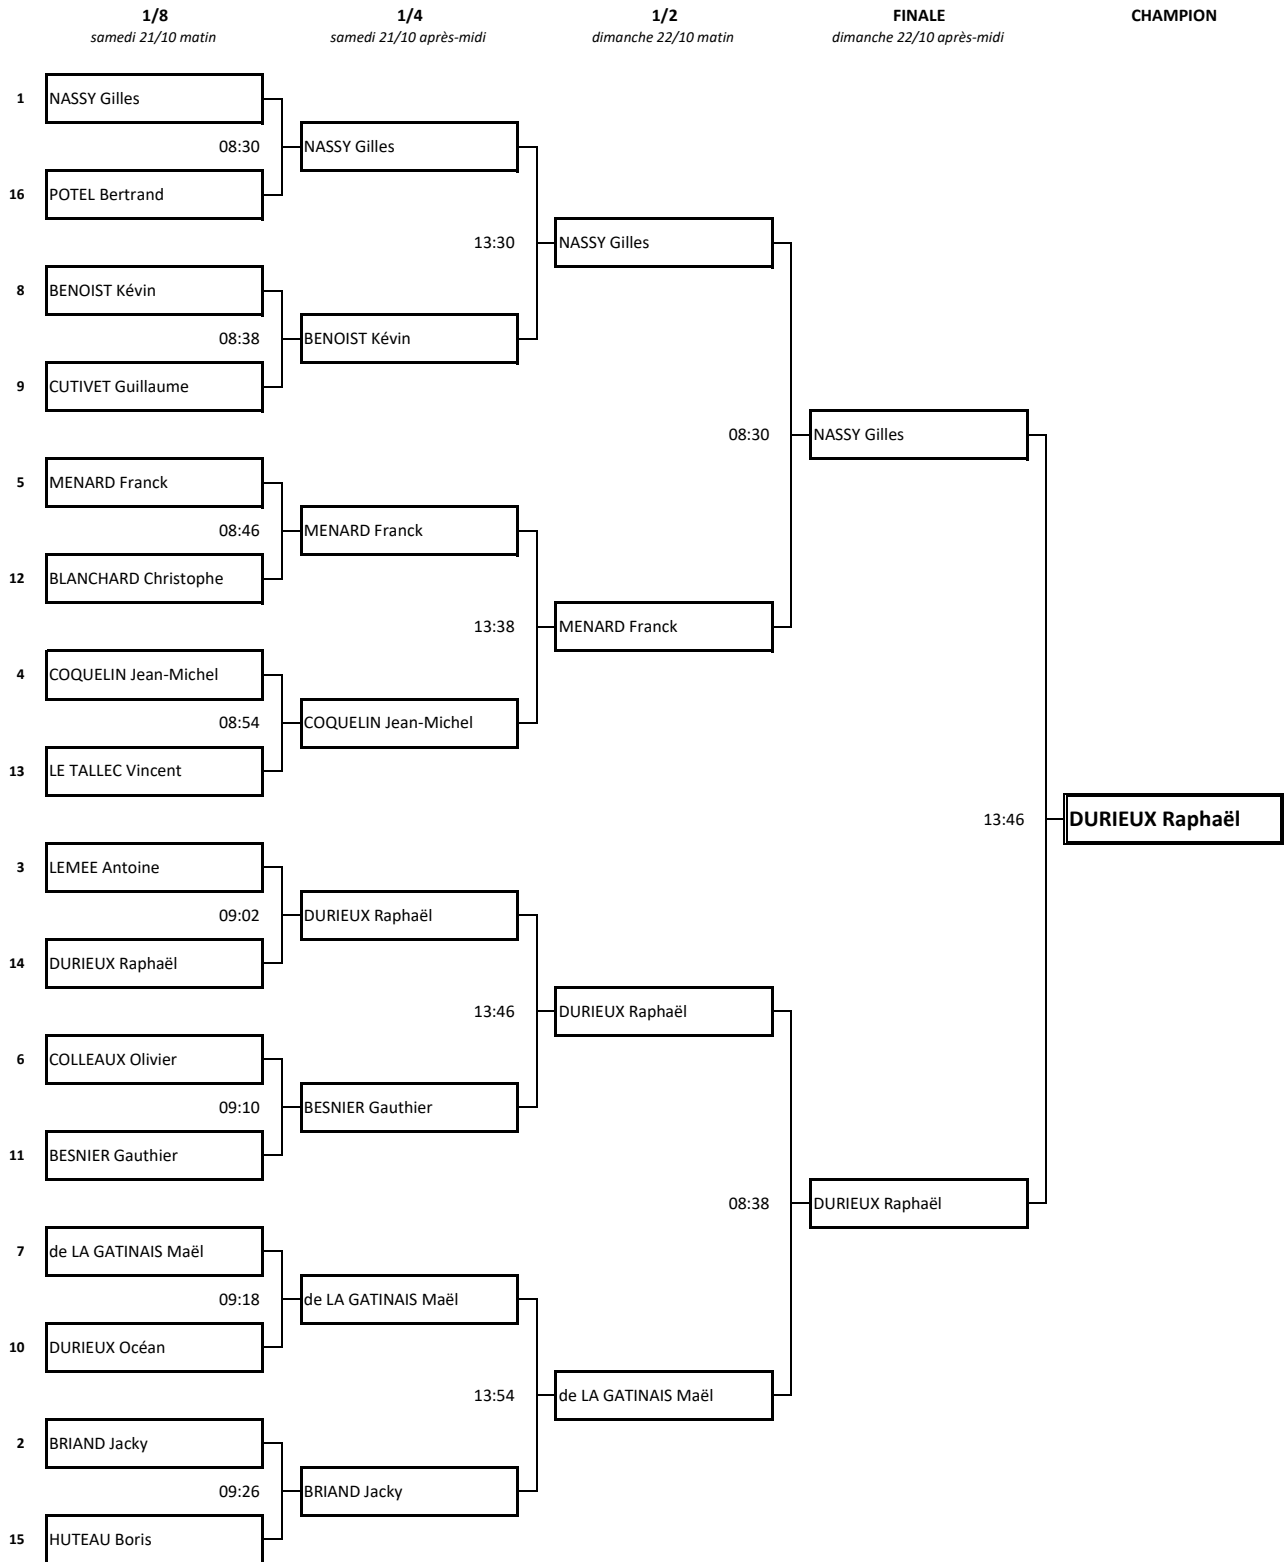 1/8 1/4 1/2 FINALE CHAMPION
samedi 21/10 matin samedi 21/10 après-midi dimanche 22/10 matin dimanche 22/10 après-midi
1 NASSY Gilles
08:30 NASSY Gilles
16 POTEL Bertrand
13:30 NASSY Gilles
8 BENOIST Kévin
08:38 BENOIST Kévin
9 CUTIVET Guillaume
08:30 NASSY Gilles
5 MENARD Franck
08:46 MENARD Franck
12 BLANCHARD Christophe
13:38 MENARD Franck
4 COQUELIN Jean-Michel
08:54 COQUELIN Jean-Michel
13 LE TALLEC Vincent
13:46 DURIEUX Raphaël
3 LEMEE Antoine
09:02 DURIEUX Raphaël
14 DURIEUX Raphaël
13:46 DURIEUX Raphaël
6 COLLEAUX Olivier
09:10 BESNIER Gauthier
11 BESNIER Gauthier
08:38 DURIEUX Raphaël
7 de LA GATINAIS Maël
09:18 de LA GATINAIS Maël
10 DURIEUX Océan
13:54 de LA GATINAIS Maël
2 BRIAND Jacky
09:26 BRIAND Jacky
15 HUTEAU Boris